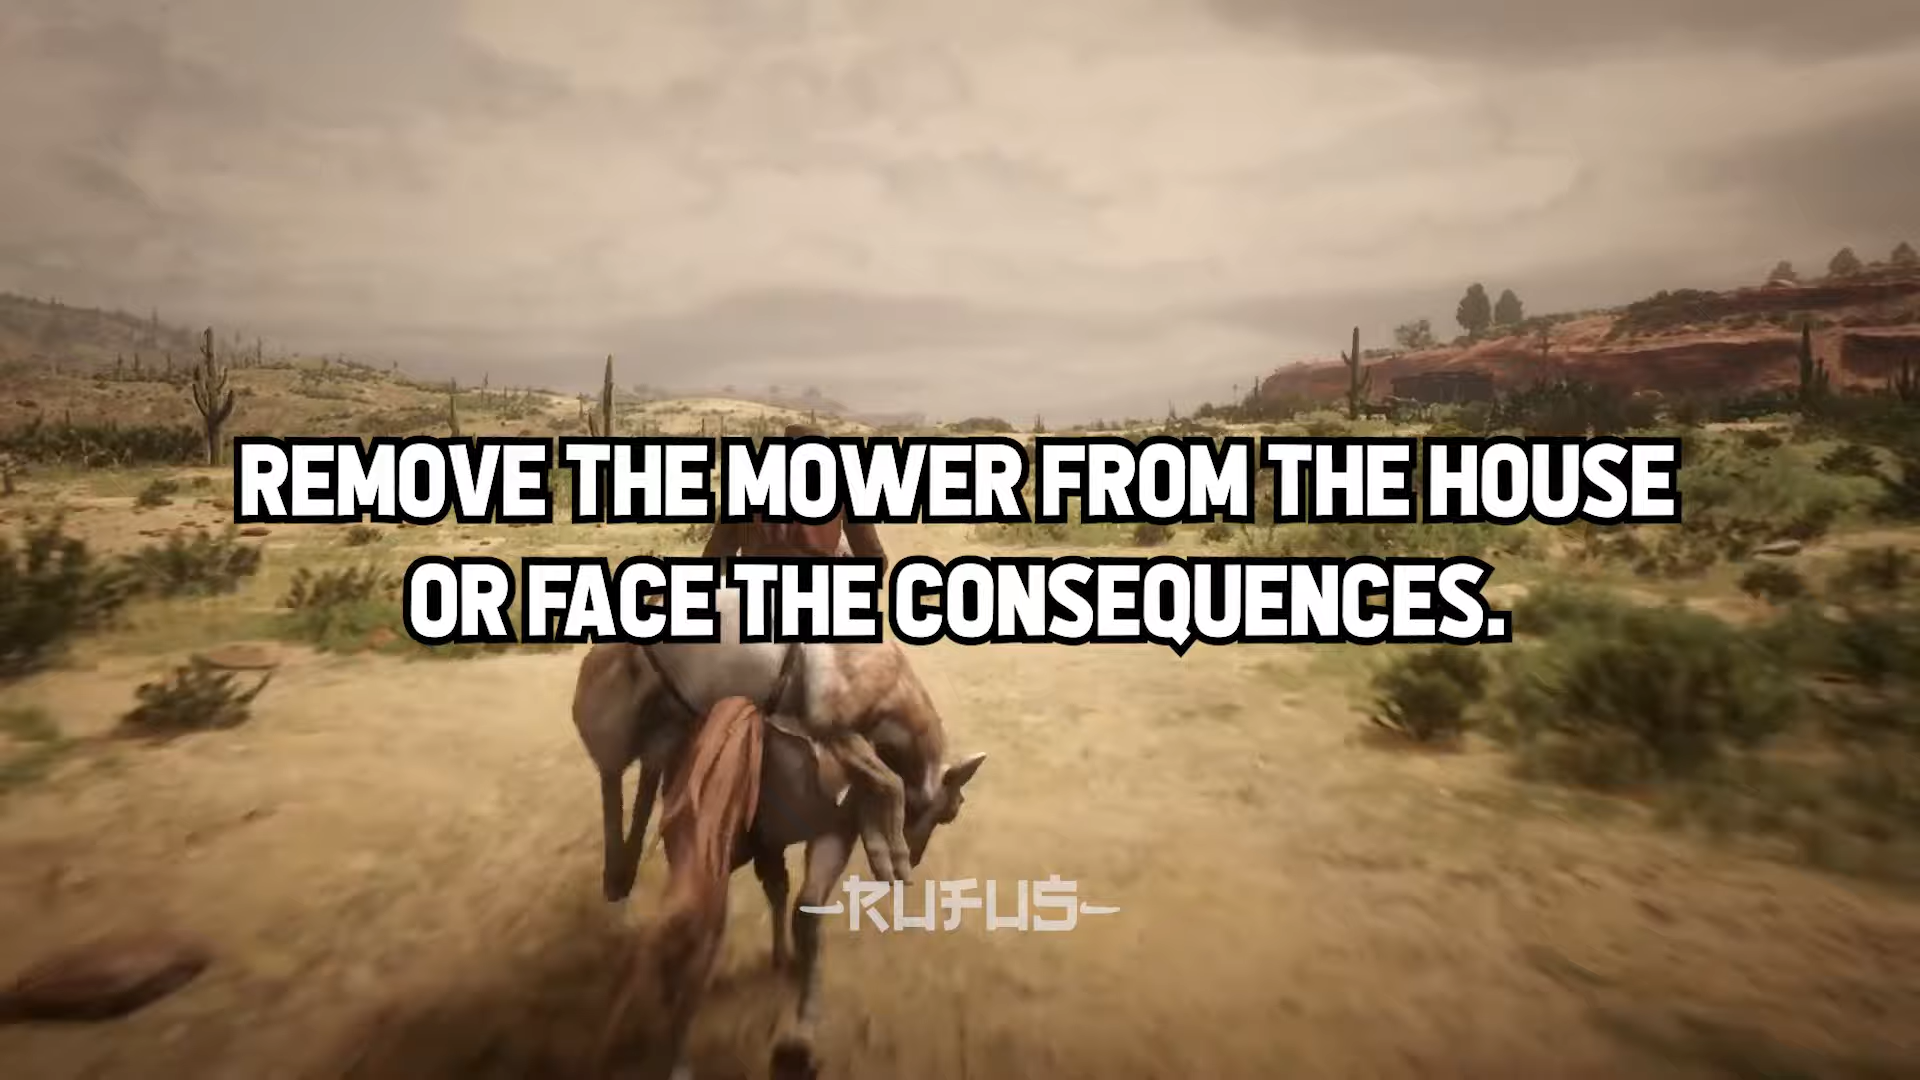 REMOVE THE MOWER FROM THE HOUSE
OR FACE THE CONSEQUENCES.
RUFUS